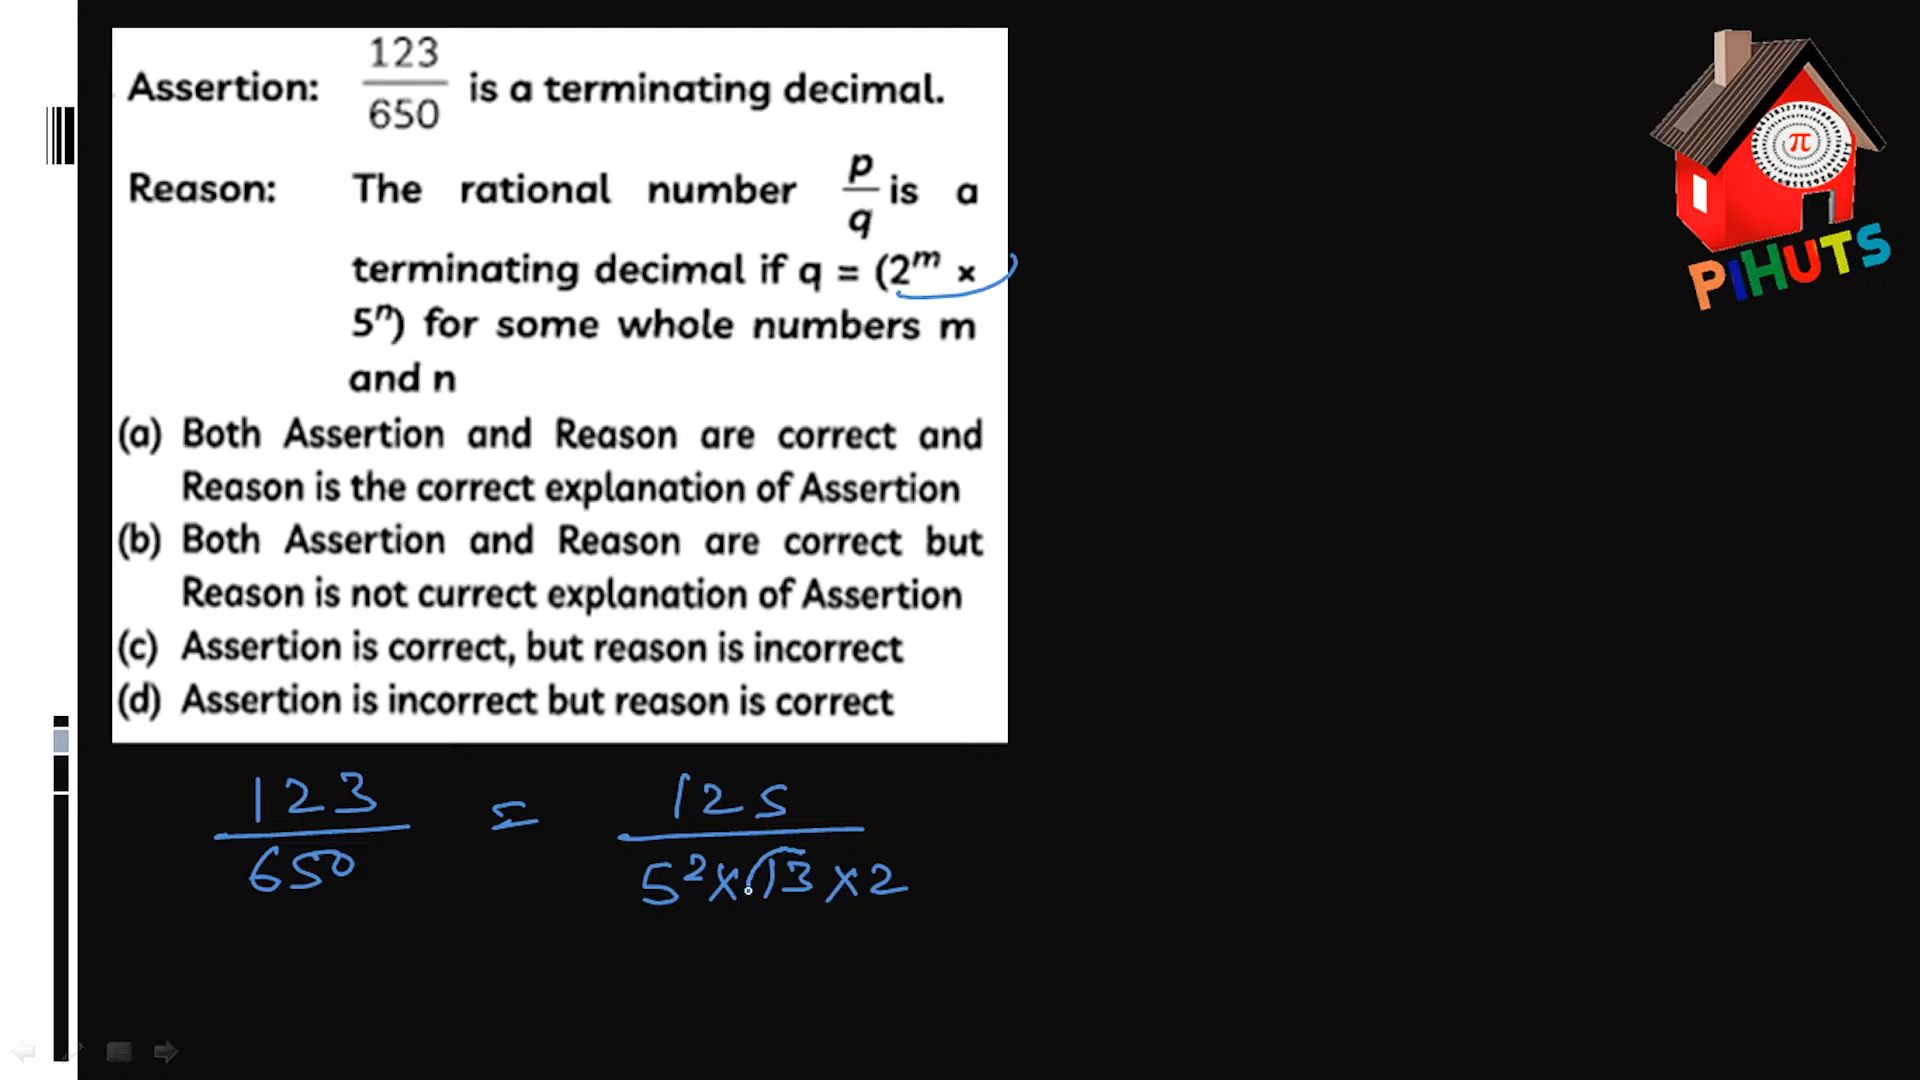 Assertion: 123/650 is a terminating decimal.
Reason: The rational number p/q is a
terminating decimal if q = (2^m ×
5^n) for some whole numbers m
and n
(a) Both Assertion and Reason are correct and
Reason is the correct explanation of Assertion
(b) Both Assertion and Reason are correct but
Reason is not currect explanation of Assertion
(c) Assertion is correct, but reason is incorrect
(d) Assertion is incorrect but reason is correct
123/650 = 125/5^2×13×2
π
PIHUTS